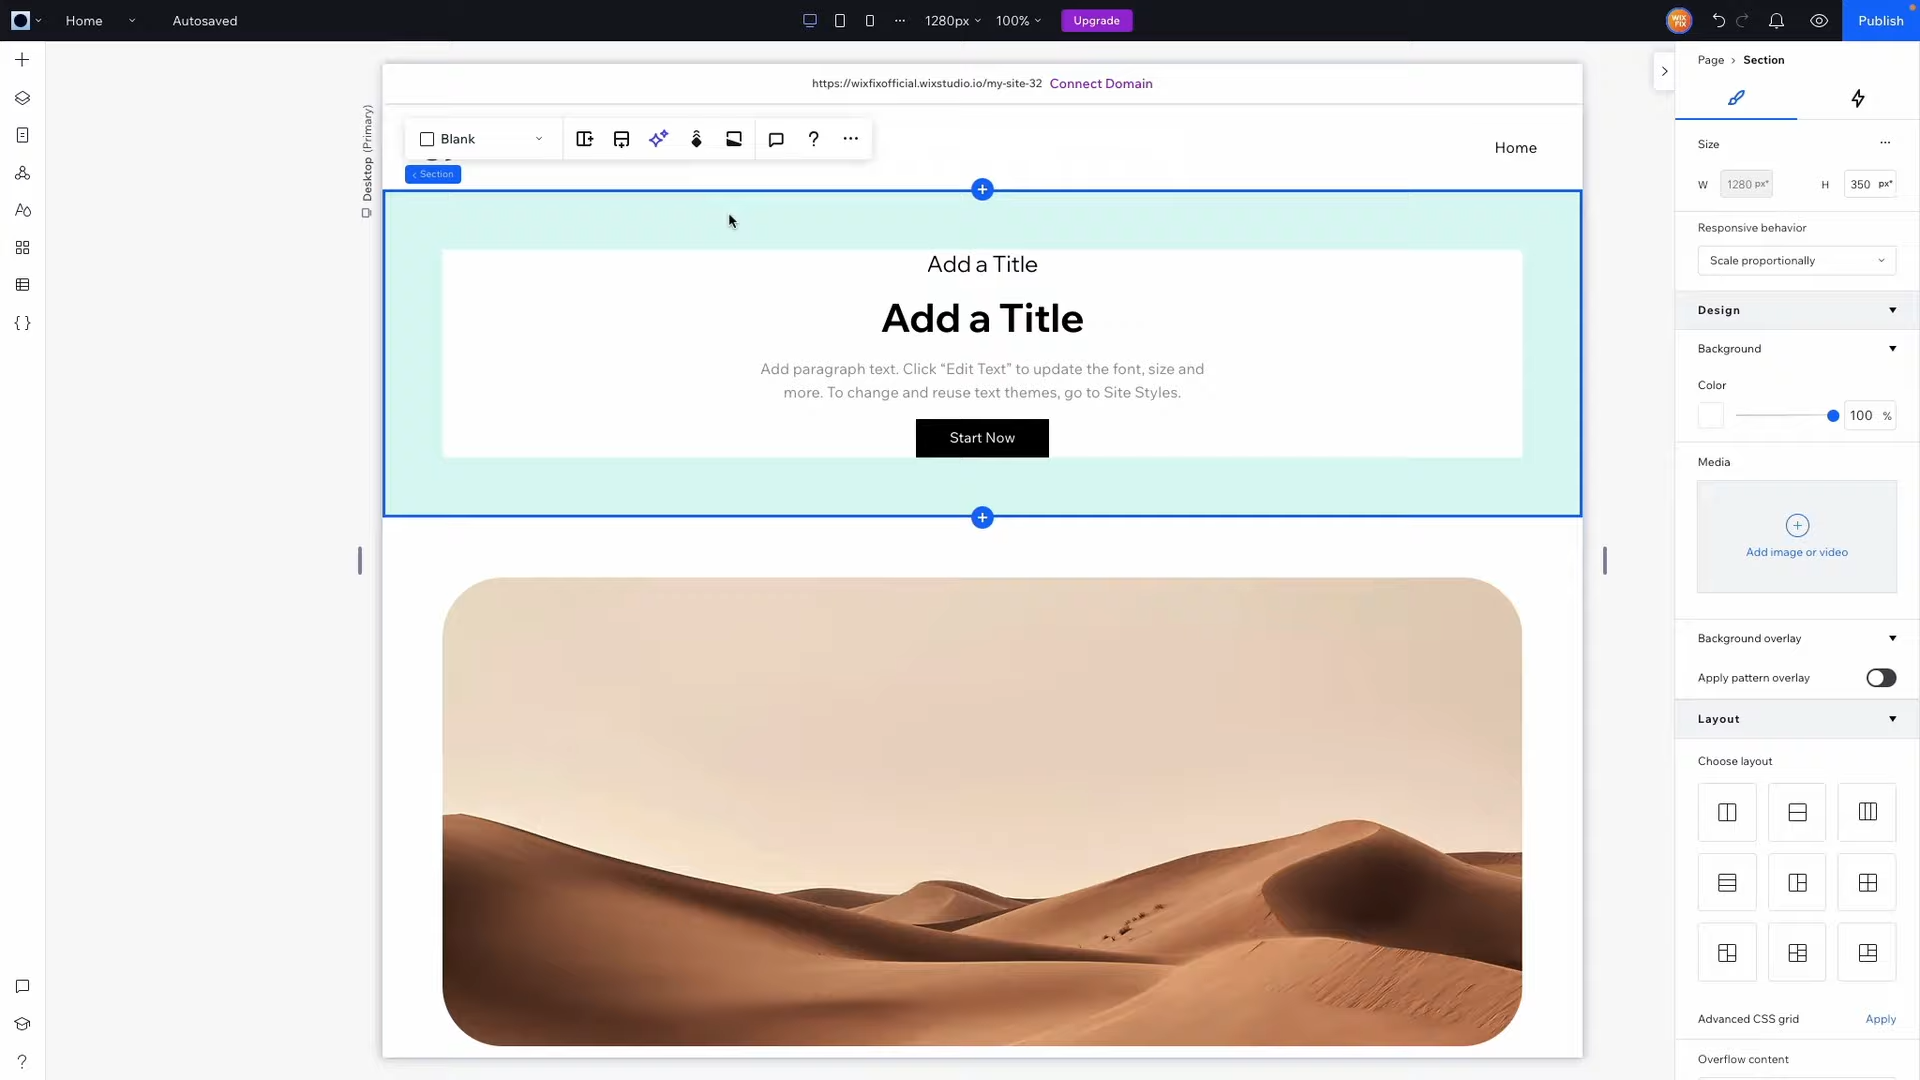 Home
Autosaved
1280px
100%
Upgrade
WIX
FIX
Publish
https://wixfixofficial.wixstudio.io/my-site-32 Connect Domain
Desktop (Primary)
Blank
?
Section
Home
Add a Title
Add a Title
Add paragraph text. Click “Edit Text” to update the font, size and
more. To change and reuse text themes, go to Site Styles.
Start Now
Page › Section
Size
W 1280 px* H 350 px*
Responsive behavior
Scale proportionally
Design
Background
Color
100 %
Media
Add image or video
Background overlay
Apply pattern overlay
Layout
Choose layout
Advanced CSS grid Apply
Overflow content
?